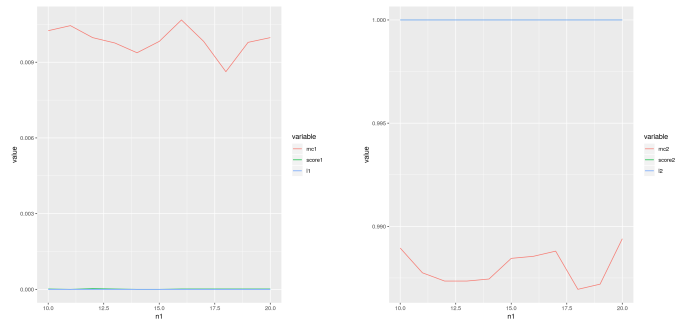 0.009
0.006
0.003
0.000
value
10.0 12.5 15.0 17.5 20.0
n1
variable
mc1
score1
l1
1.000
0.995
0.990
value
10.0 12.5 15.0 17.5 20.0
n1
variable
mc2
score2
l2